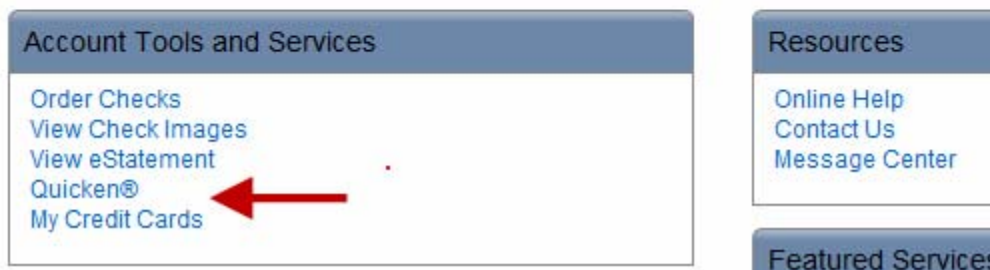 Account Tools and Services
Order Checks
View Check Images
View eStatement
Quicken®
My Credit Cards
Resources
Online Help
Contact Us
Message Center
Featured Services